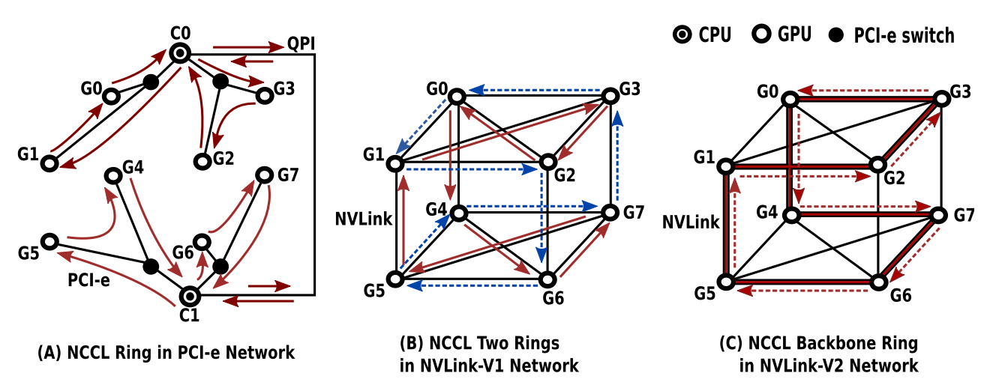 CPU GPU PCI-e switch
C0
QPI
G0
G3
G1
G2
G4
G7
G5
G6
PCI-e
C1
(A) NCCL Ring in PCI-e Network
G0
G3
G1
G2
G4
G7
NVLink
G5
G6
(B) NCCL Two Rings
in NVLink-V1 Network
G0
G3
G1
G2
G4
G7
NVLink
G5
G6
(C) NCCL Backbone Ring
in NVLink-V2 Network